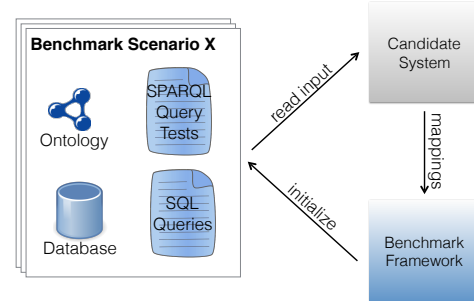 Benchmark Scenario X
SPARQL
Query
Tests
Ontology
SQL
Queries
Database
read input
initialize
Candidate
System
mappings
Benchmark
Framework